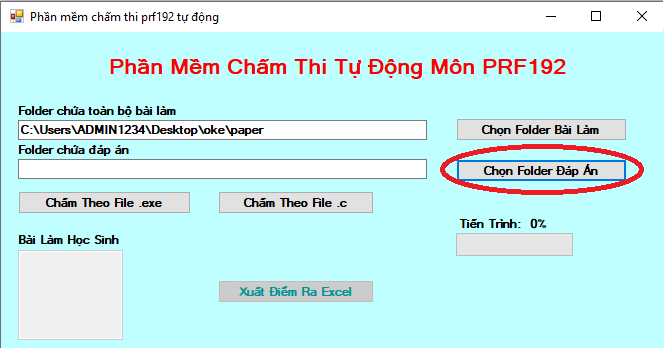 Phần mềm chấm thi prf192 tự động
Phần Mềm Chấm Thi Tự Động Môn PRF192
Folder chứa toàn bộ bài làm
C:\Users\ADMIN1234\Desktop\oke\paper
Chọn Folder Bài Làm
Folder chứa đáp án
Chọn Folder Đáp Án
Chấm Theo File .exe
Chấm Theo File .c
Tiến Trình: 0%
Bài Làm Học Sinh
Xuất Điểm Ra Excel